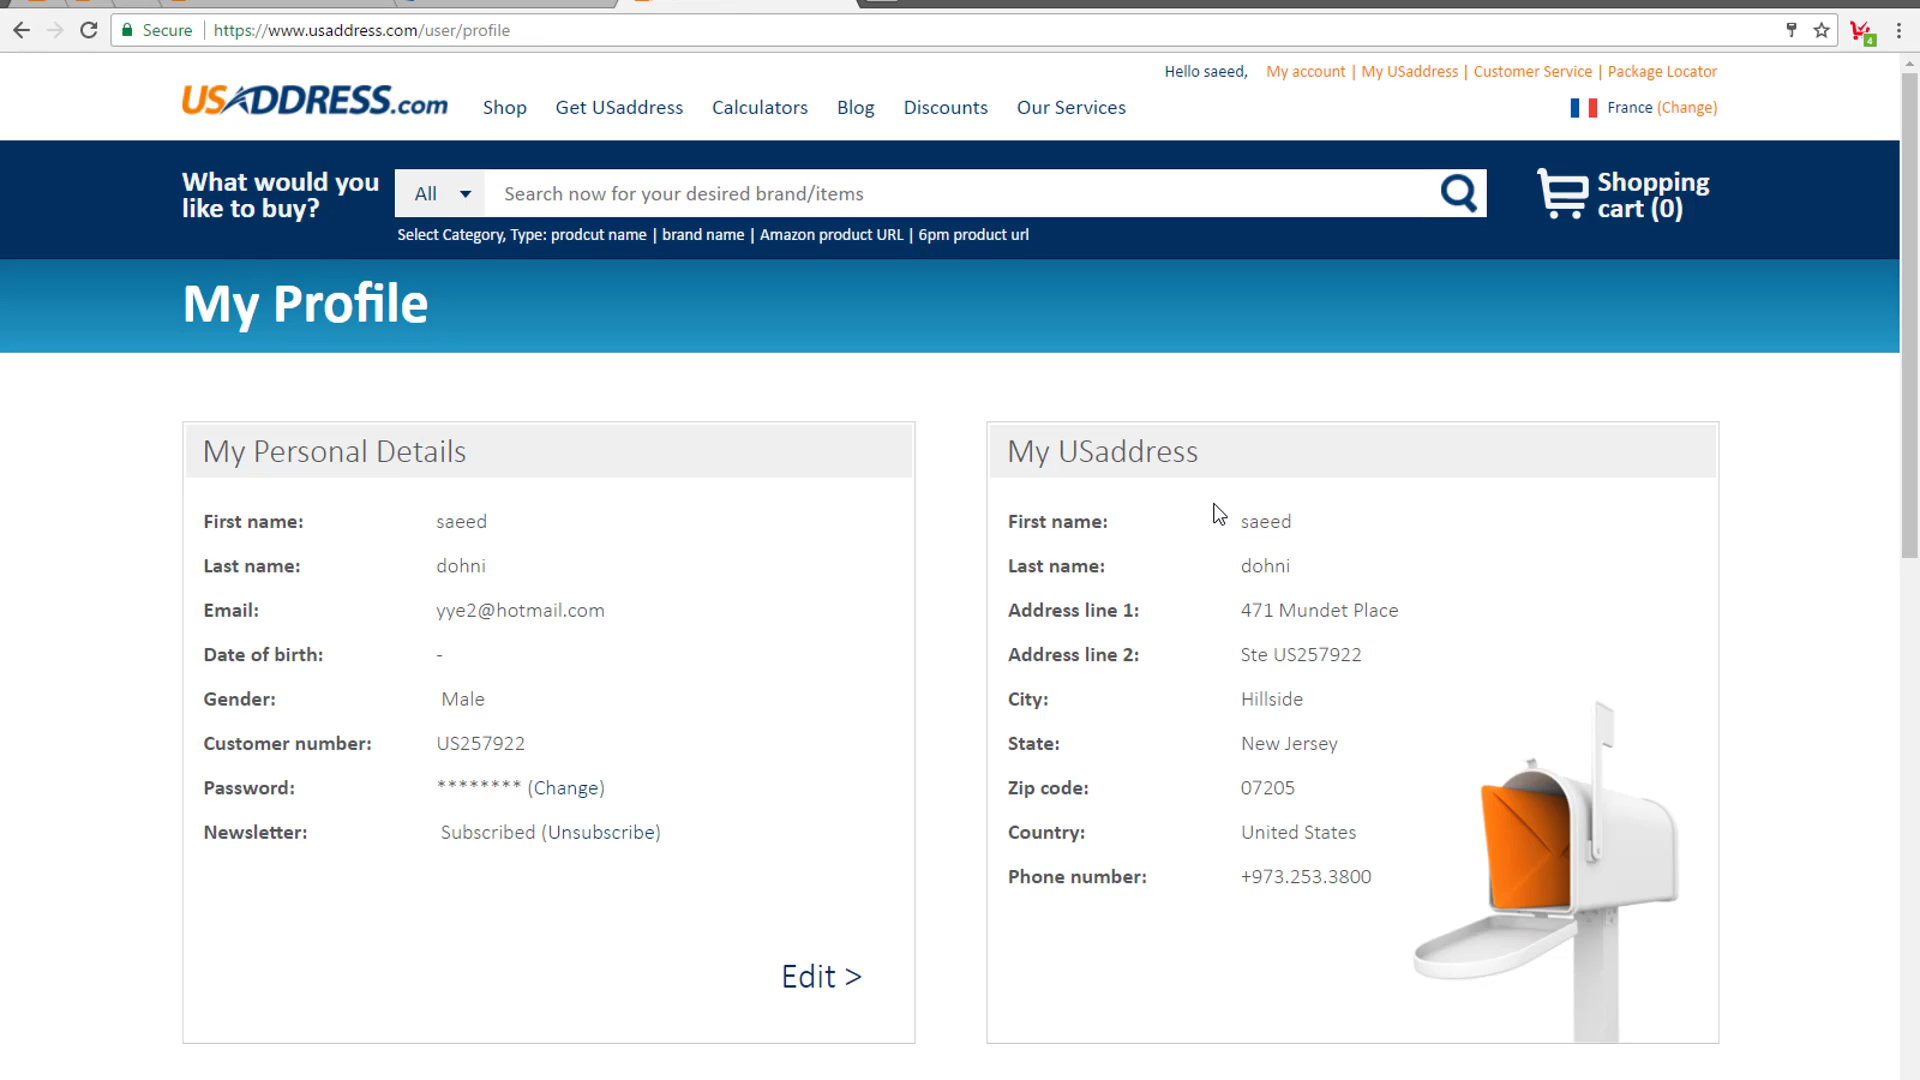 Secure https://www.usaddress.com/user/profile
4
Hello saeed, My account | My USaddress | Customer Service | Package Locator
USADDRESS.com Shop Get USaddress Calculators Blog Discounts Our Services
France (Change)
What would you
like to buy?
All Search now for your desired brand/items
Shopping
cart (0)
Select Category, Type: prodcut name | brand name | Amazon product URL | 6pm product url
My Profile
My Personal Details
First name: saeed
Last name: dohni
Email: yye2@hotmail.com
Date of birth: -
Gender: Male
Customer number: US257922
Password: ******** (Change)
Newsletter: Subscribed (Unsubscribe)
Edit >
My USaddress
First name: saeed
Last name: dohni
Address line 1: 471 Mundet Place
Address line 2: Ste US257922
City: Hillside
State: New Jersey
Zip code: 07205
Country: United States
Phone number: +973.253.3800